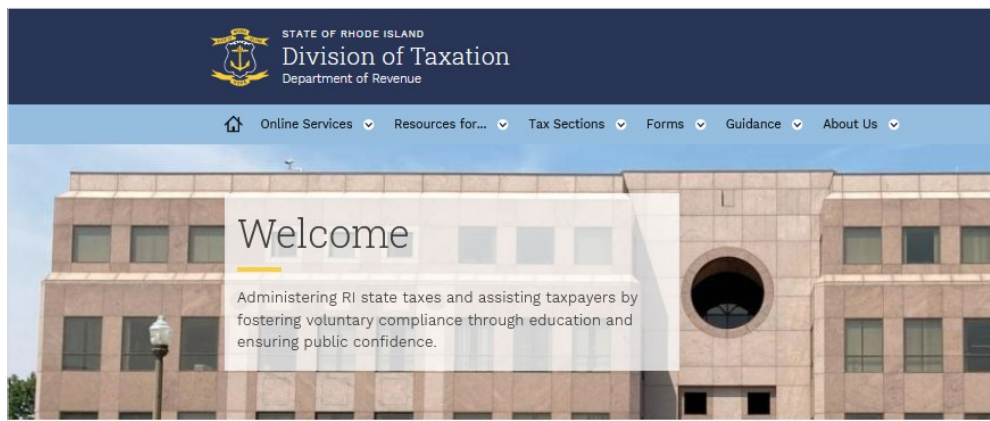 STATE OF RHODE ISLAND
Division of Taxation
Department of Revenue
Online Services
Resources for...
Tax Sections
Forms
Guidance
About Us
Welcome
Administering RI state taxes and assisting taxpayers by
fostering voluntary compliance through education and
ensuring public confidence.